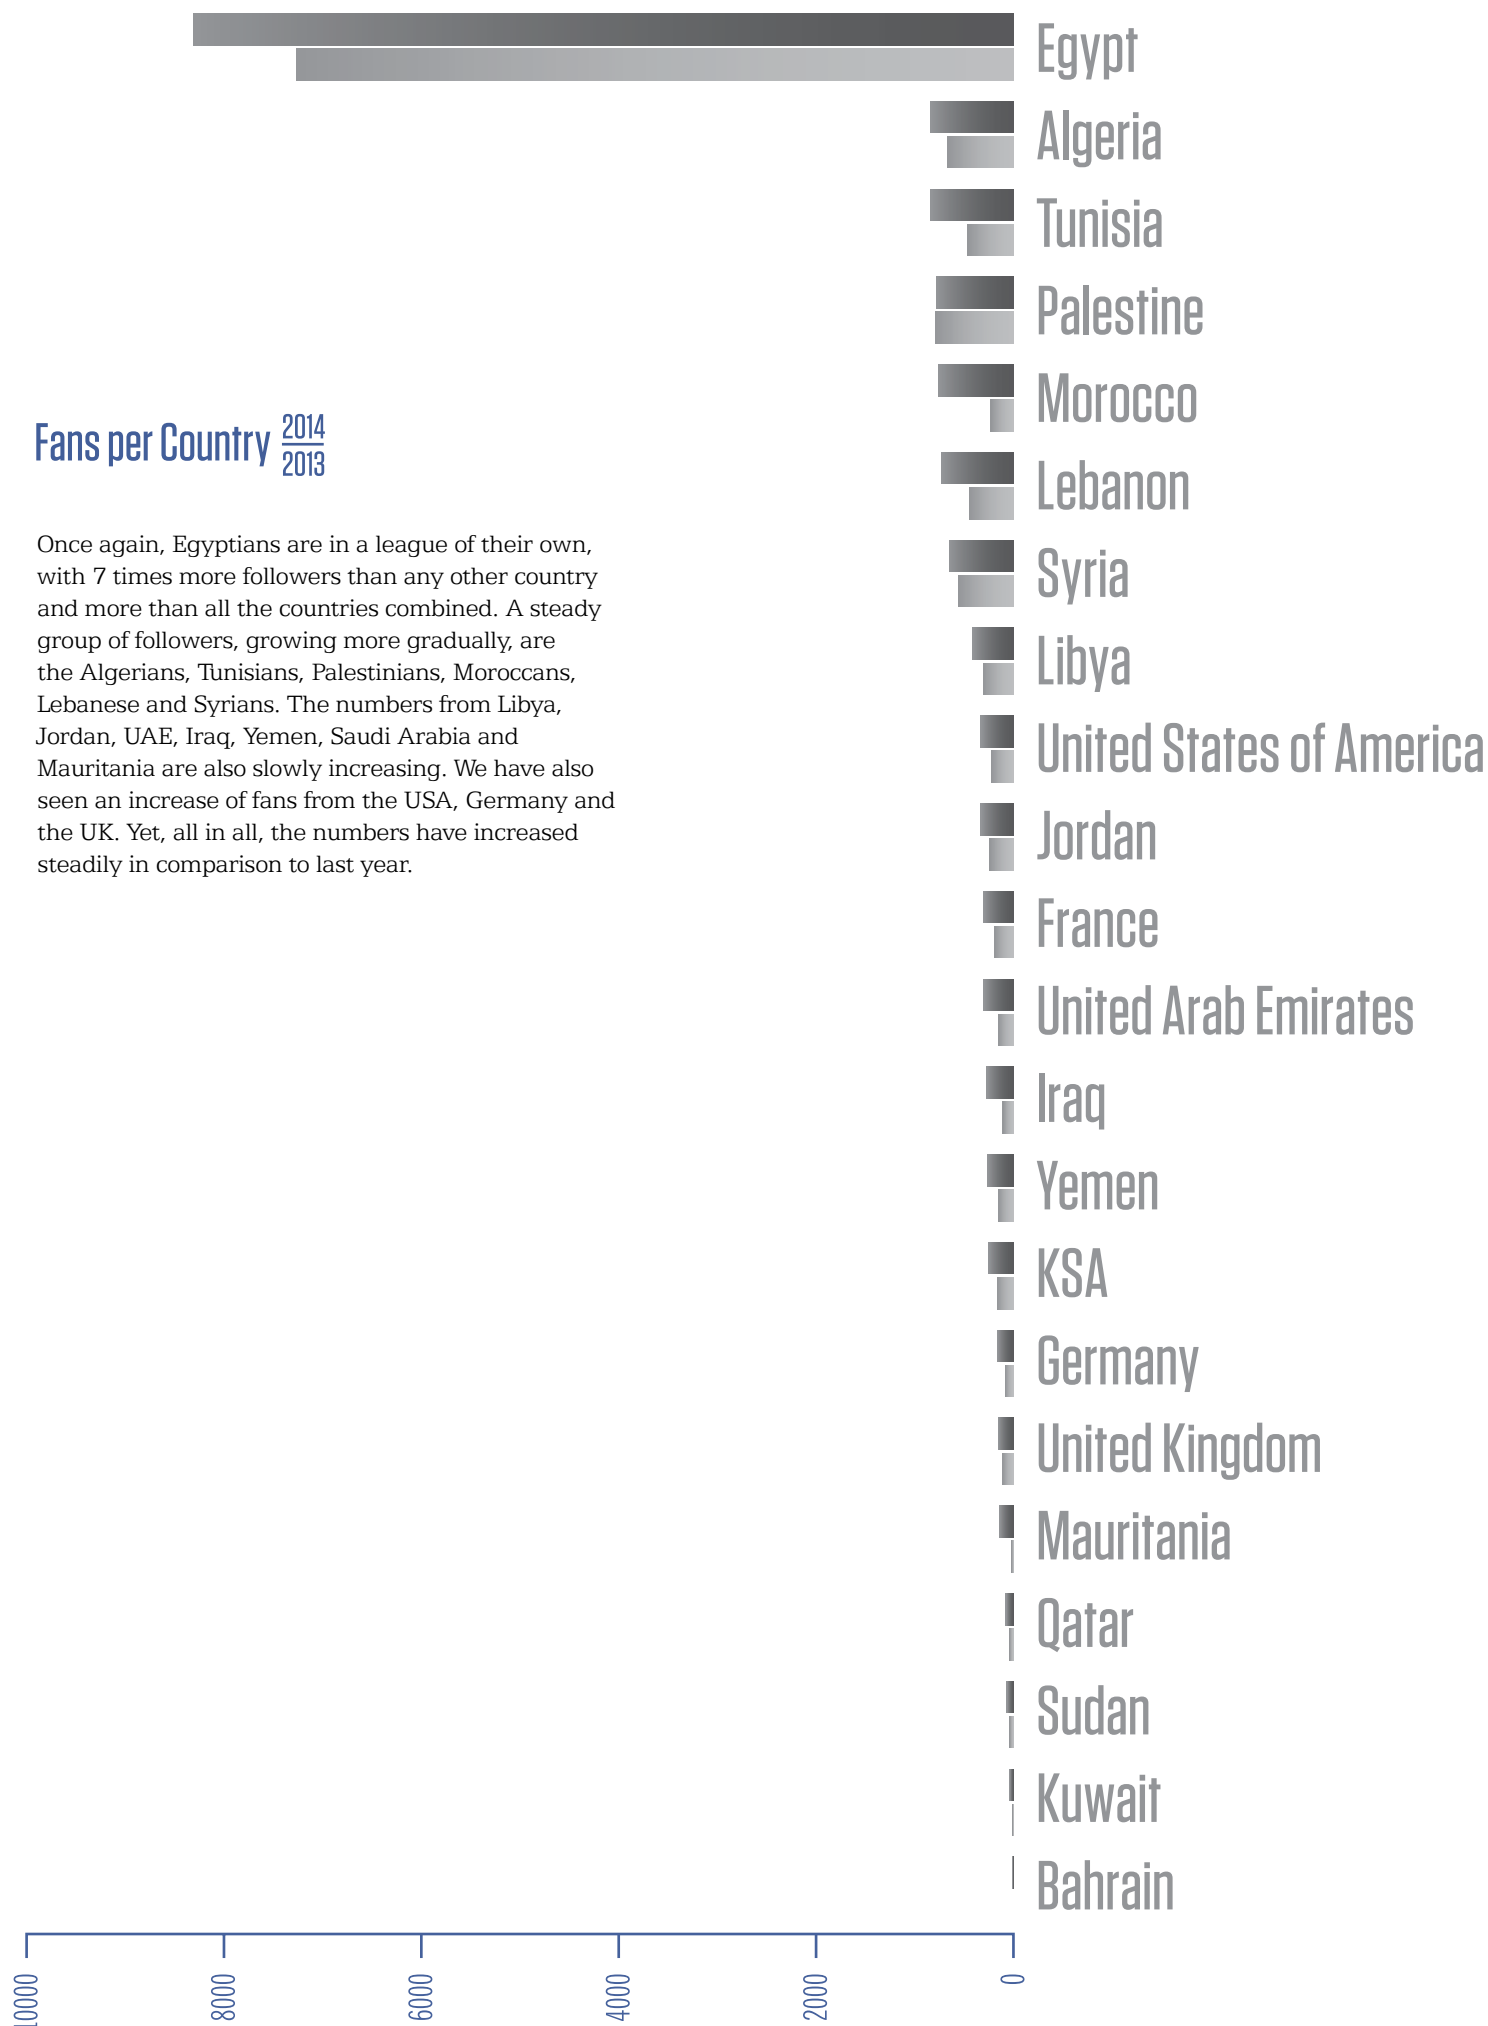 Egypt
Algeria
Tunisia
Palestine
Morocco
Fans per Country 2014
2013
Lebanon
Once again, Egyptians are in a league of their own,
with 7 times more followers than any other country
and more than all the countries combined. A steady
group of followers, growing more gradually, are
the Algerians, Tunisians, Palestinians, Moroccans,
Lebanese and Syrians. The numbers from Libya,
Jordan, UAE, Iraq, Yemen, Saudi Arabia and
Mauritania are also slowly increasing. We have also
seen an increase of fans from the USA, Germany and
the UK. Yet, all in all, the numbers have increased
steadily in comparison to last year.
Syria
Libya
United States of America
Jordan
France
United Arab Emirates
Iraq
Yemen
KSA
Germany
United Kingdom
Mauritania
Qatar
Sudan
Kuwait
Bahrain
10000
8000
6000
4000
2000
0